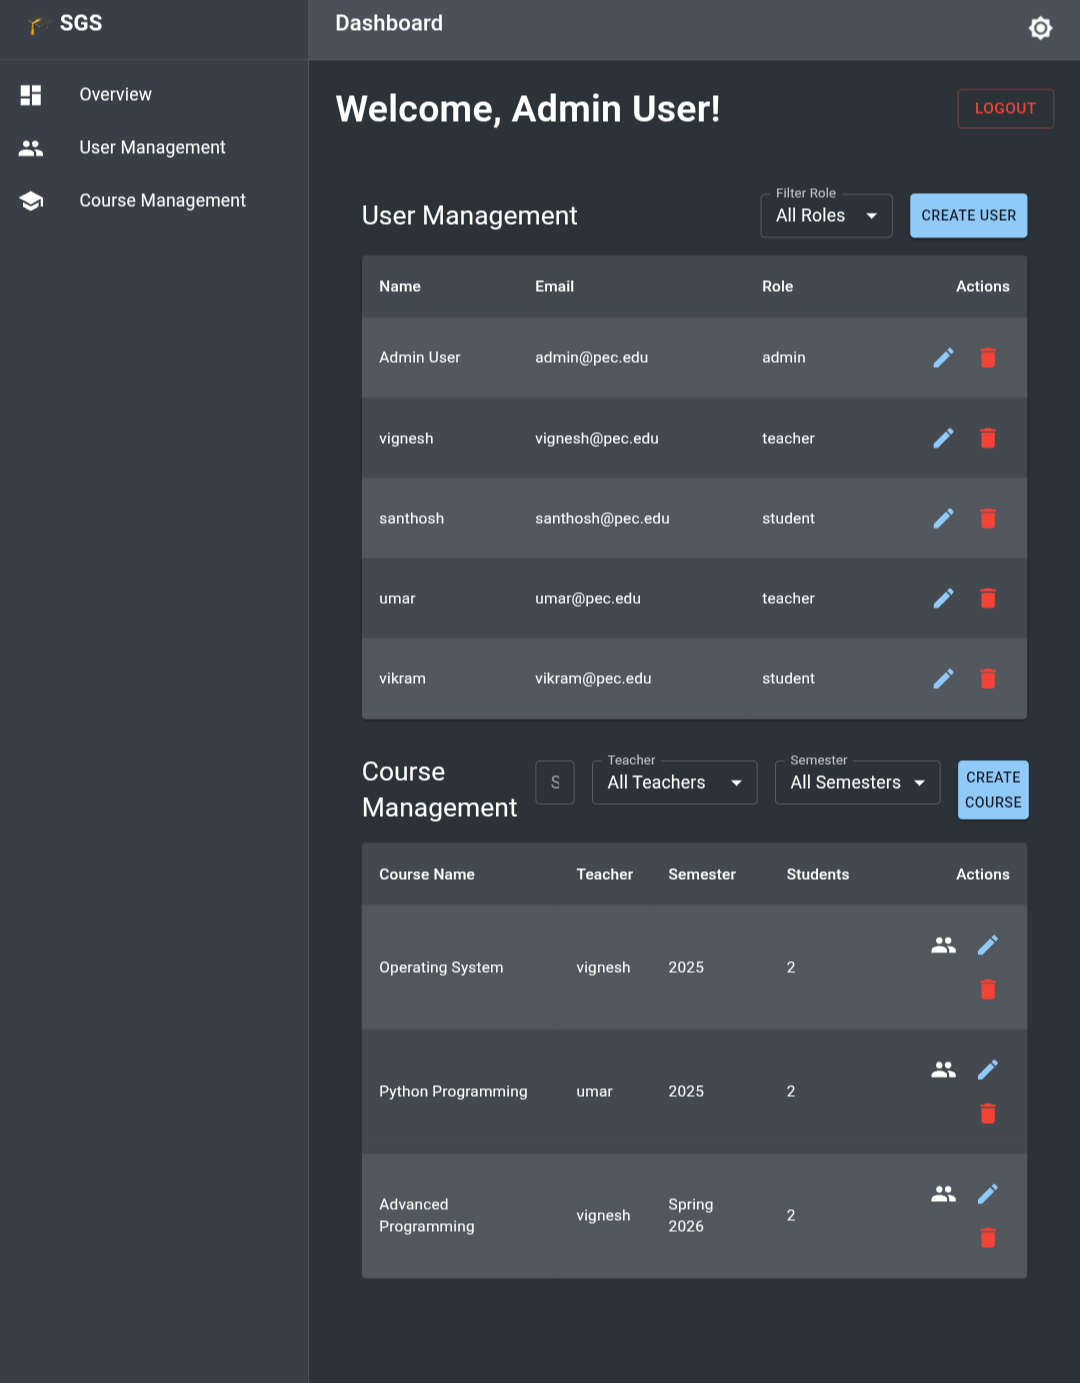 SGS
Dashboard
Overview
User Management
Course Management
Welcome, Admin User!
LOGOUT
User Management
Filter Role
All Roles
CREATE USER
Name Email Role Actions
Admin User admin@pec.edu admin
vignesh vignesh@pec.edu teacher
santhosh santhosh@pec.edu student
umar umar@pec.edu teacher
vikram vikram@pec.edu student
Course
Management
S
Teacher
All Teachers
Semester
All Semesters
CREATE
COURSE
Course Name Teacher Semester Students Actions
Operating System vignesh 2025 2
Python Programming umar 2025 2
Advanced
Programming
vignesh
Spring
2026
2